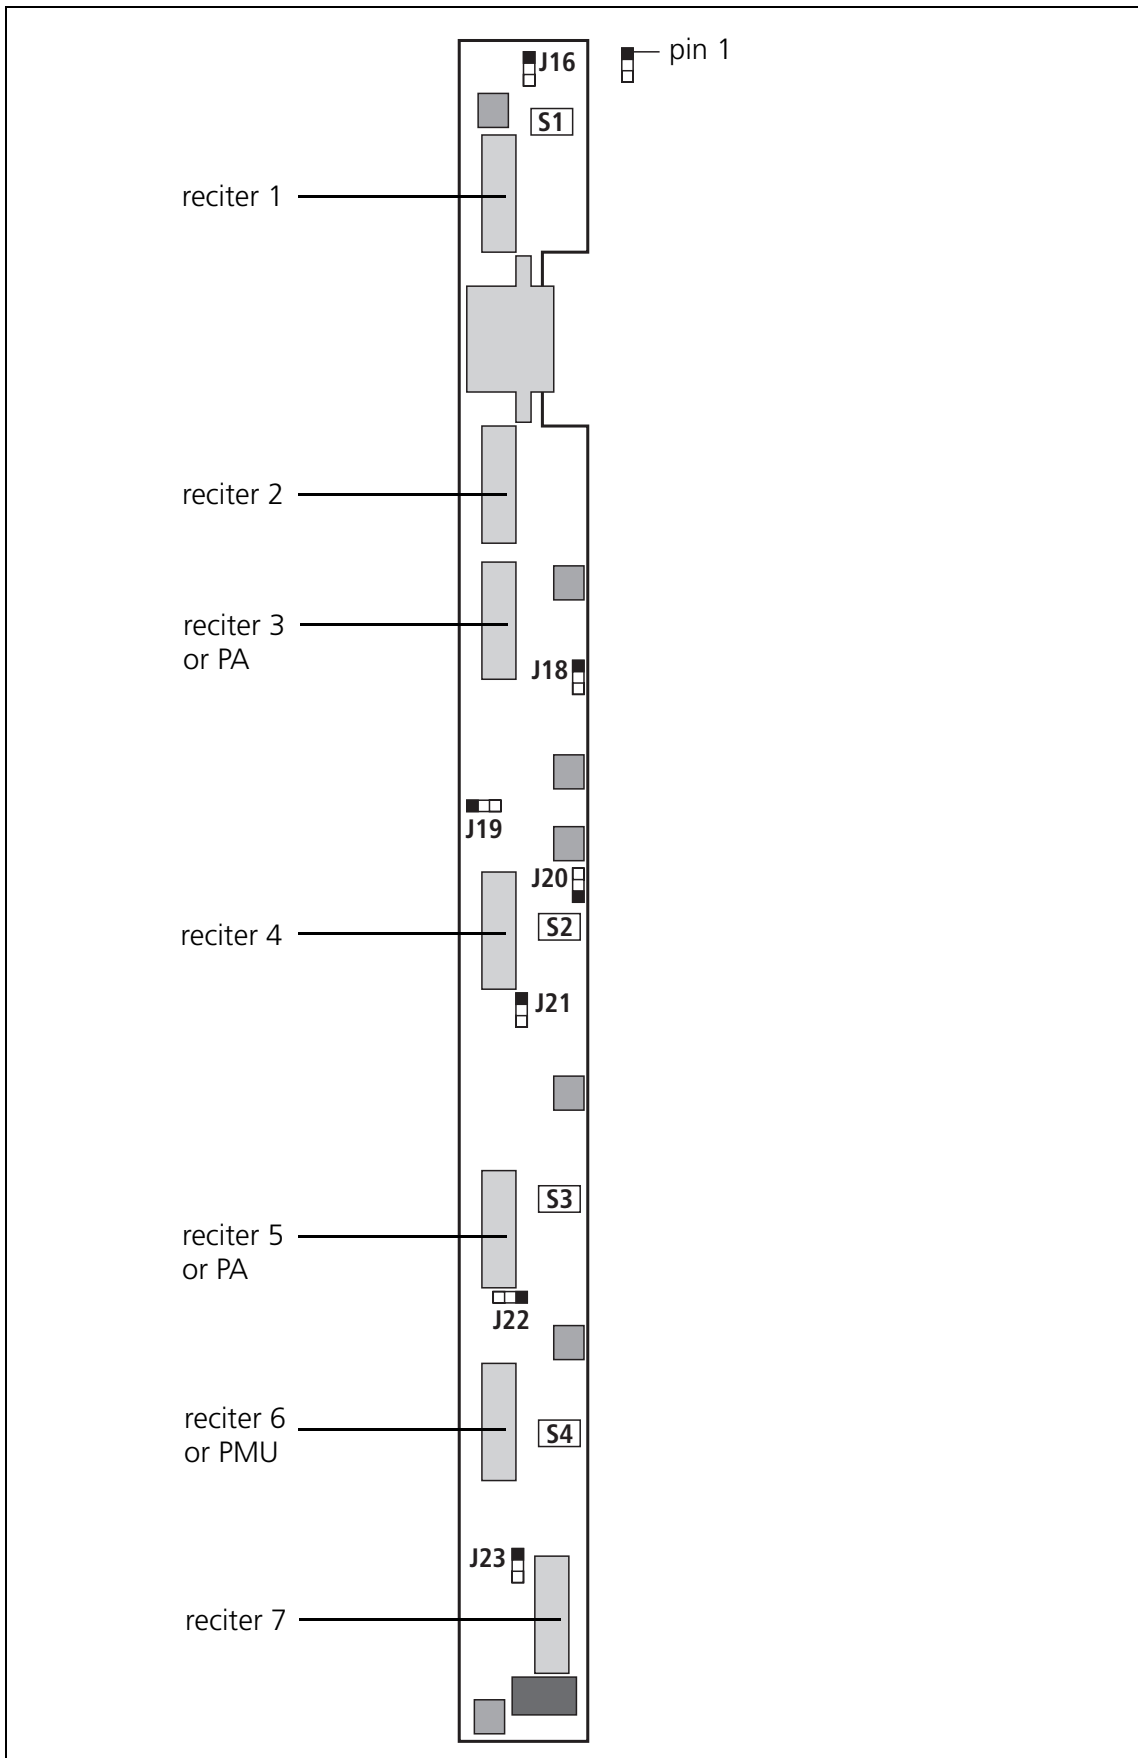 J16
pin 1
S1
reciter 1
reciter 2
reciter 3
or PA
J18
J19
J20
S2
reciter 4
J21
S3
reciter 5
or PA
J22
reciter 6
or PMU
S4
J23
reciter 7